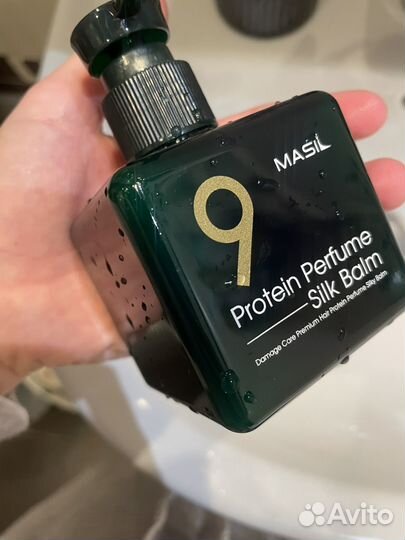 MASIL
9
Protein Perfume
Silk Balm
Damage Care Premium Hair Protein Perfume Silky Balm
Avito